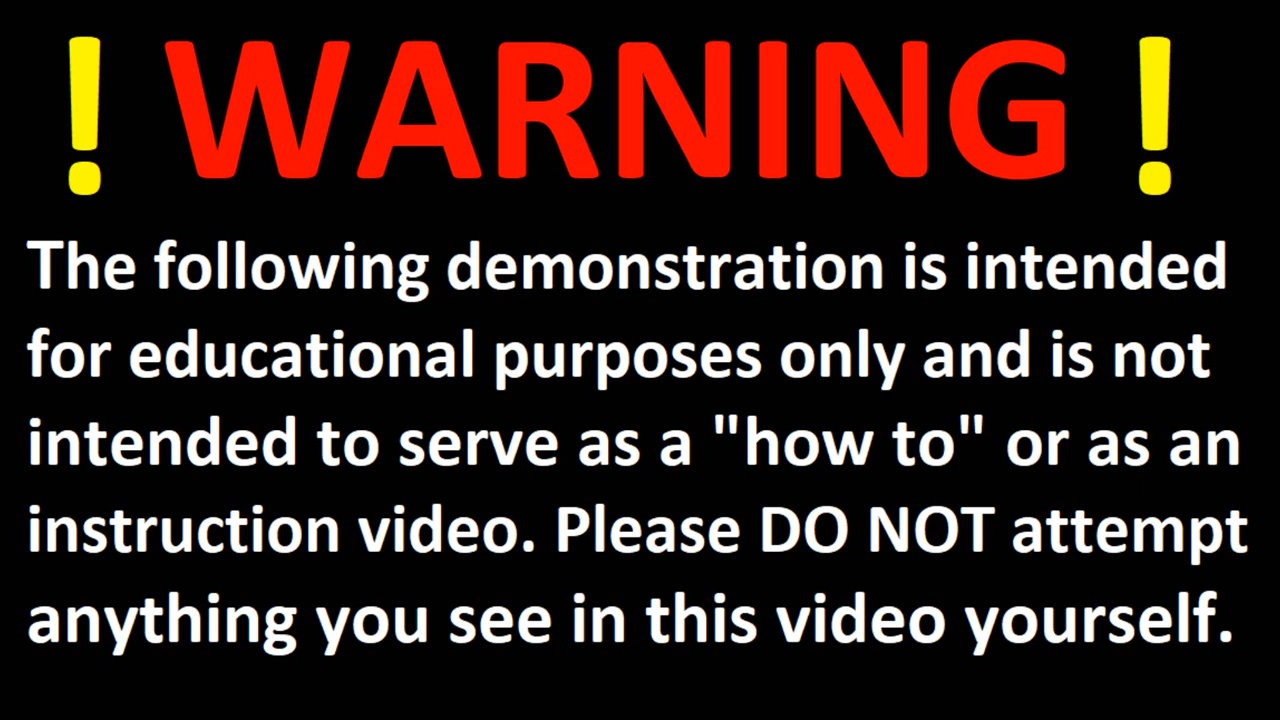 ! WARNING !
The following demonstration is intended
for educational purposes only and is not
intended to serve as a "how to" or as an
instruction video. Please DO NOT attempt
anything you see in this video yourself.